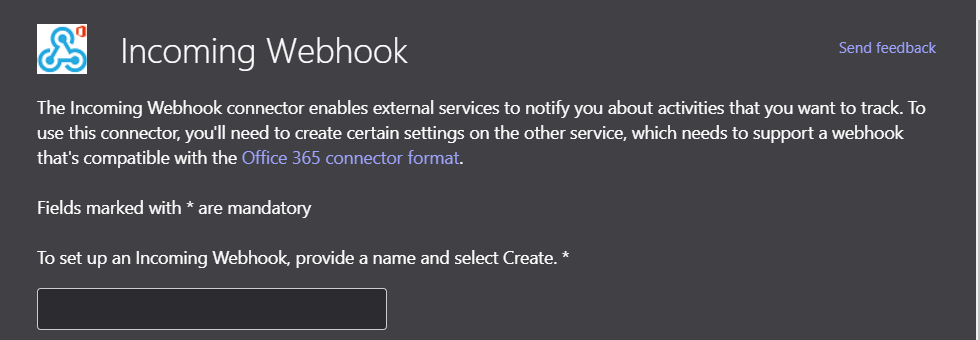 Incoming Webhook
Send feedback
The Incoming Webhook connector enables external services to notify you about activities that you want to track. To
use this connector, you'll need to create certain settings on the other service, which needs to support a webhook
that's compatible with the Office 365 connector format.
Fields marked with * are mandatory
To set up an Incoming Webhook, provide a name and select Create. *